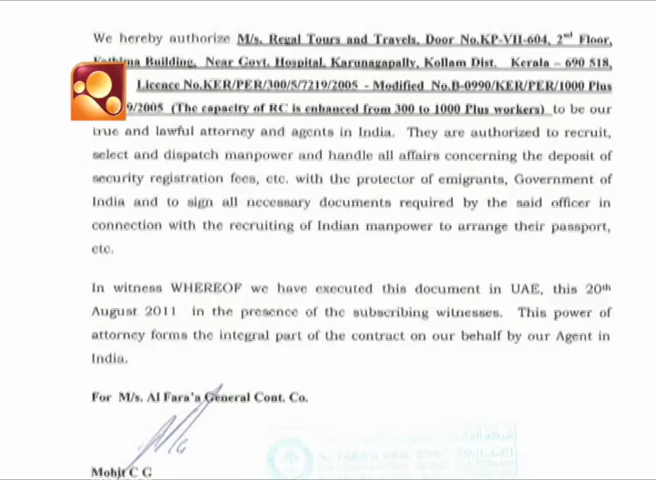 We hereby authorize M/s. Regal Tours and Travels, Door No.KP-VII-604, 2nd Floor,
Building, Near Govt. Hospital, Karunagapally, Kollam Dist. Kerala – 690 518,
Licence No.KER/PER/300/5/7219/2005 - Modified No.B-0990/KER/PER/1000 Plus
9/2005 (The capacity of RC is enhanced from 300 to 1000 Plus workers) to be our
true and lawful attorney and agents in India. They are authorized to recruit,
select and dispatch manpower and handle all affairs concerning the deposit of
security registration fees, etc. with the protector of emigrants, Government of
India and to sign all necessary documents required by the said officer in
connection with the recruiting of Indian manpower to arrange their passport,
etc.
In witness WHEREOF we have executed this document in UAE, this 20th
August 2011 in the presence of the subscribing witnesses. This power of
attorney forms the integral part of the contract on our behalf by our Agent in
India.
For M/s. Al Fara'a General Cont. Co.
Mohit C G